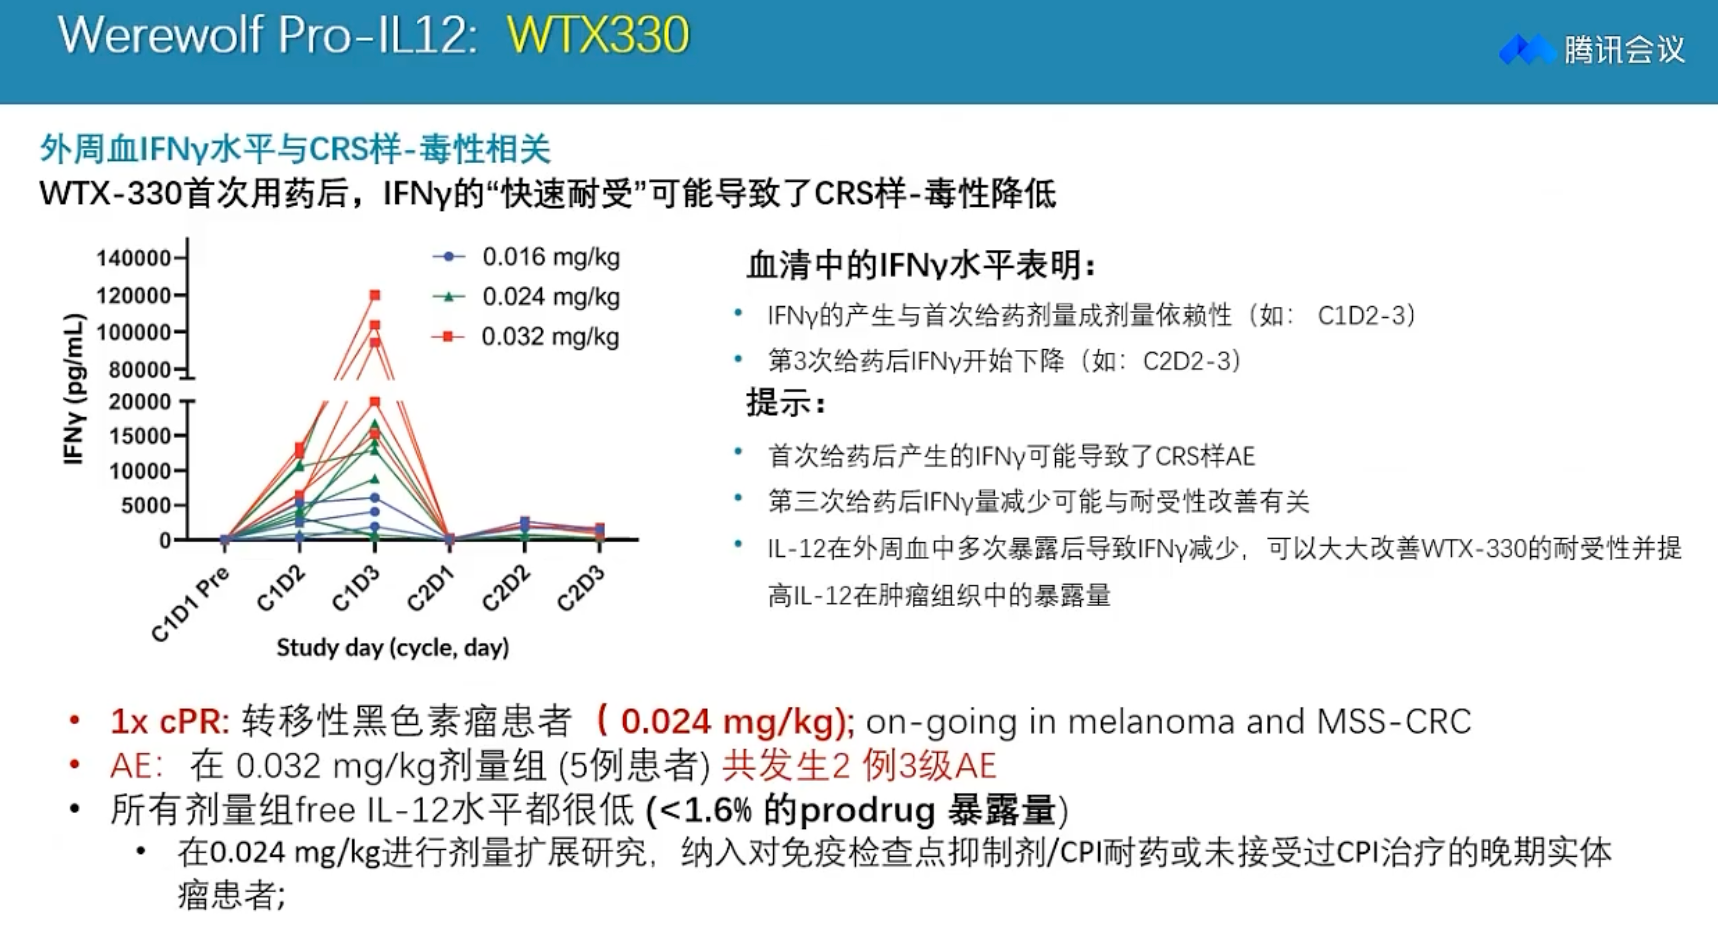 Werewolf Pro-IL12: WTX330
腾讯会议
外周血IFNγ水平与CRS样-毒性相关
WTX-330首次用药后，IFNγ的“快速耐受”可能导致了CRS样-毒性降低
IFNγ (pg/mL)
140000
120000
100000
80000
20000
15000
10000
5000
0
0.016 mg/kg
0.024 mg/kg
0.032 mg/kg
C1D1 Pre
C1D2
C1D3
C2D1
C2D2
C2D3
Study day (cycle, day)
血清中的IFNγ水平表明：
• IFNγ的产生与首次给药剂量成剂量依赖性（如： C1D2-3）
• 第3次给药后IFNγ开始下降（如：C2D2-3）
提示：
• 首次给药后产生的IFNγ可能导致了CRS样AE
• 第三次给药后IFNγ量减少可能与耐受性改善有关
• IL-12在外周血中多次暴露后导致IFNγ减少，可以大大改善WTX-330的耐受性并提
高IL-12在肿瘤组织中的暴露量
• 1x cPR: 转移性黑色素瘤患者（ 0.024 mg/kg); on-going in melanoma and MSS-CRC
• AE： 在 0.032 mg/kg剂量组 (5例患者) 共发生2 例3级AE
• 所有剂量组free IL-12水平都很低 (<1.6% 的prodrug 暴露量)
• 在0.024 mg/kg进行剂量扩展研究，纳入对免疫检查点抑制剂/CPI耐药或未接受过CPI治疗的晚期实体
瘤患者;